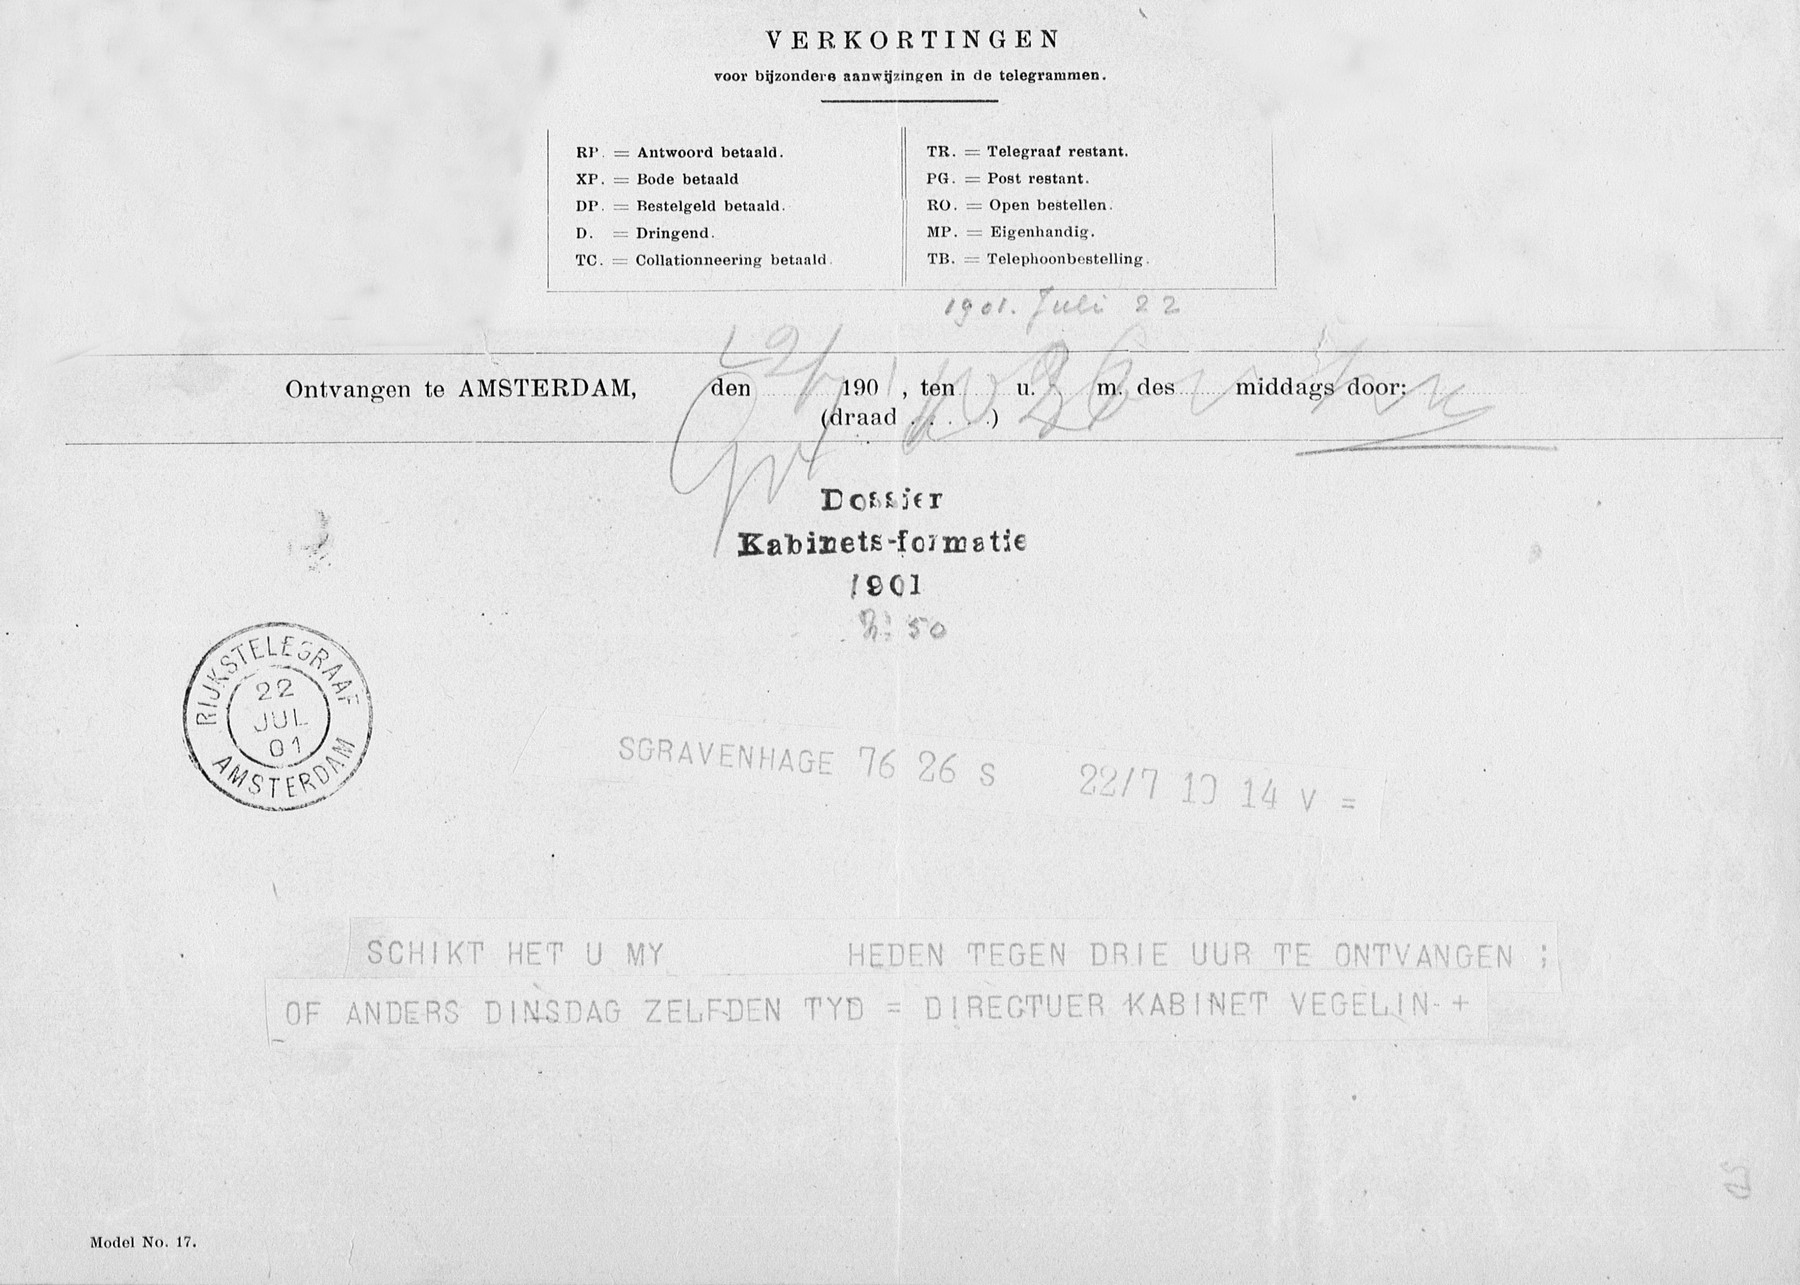 VERKORTINGEN
voor bijzondere aanwijzingen in de telegrammen.
RP. = Antwoord betaald.
XP. = Bode betaald
DP. = Bestelgeld betaald.
D. = Dringend.
TC. = Collationneering betaald.
TR. = Telegraaf restant.
PG. = Post restant.
RO. = Open bestellen.
MP. = Eigenhandig.
TB. = Telephoonbestelling.
1901. Juli 22
Ontvangen te AMSTERDAM, den 190 , ten u. m. des middags door:
(draad . . . . .)
Dossier
Kabinets-formatie
1901
50
RIJKSTELEGRAAF
22
JUL
01
AMSTERDAM
SGRAVENHAGE 76 26 S 22/7 10 14 V =
SCHIKT HET U MY HEDEN TEGEN DRIE UUR TE ONTVANGEN ;
OF ANDERS DINSDAG ZELFDEN TYD = DIRECTUER KABINET VEGELIN- +
Model No. 17.